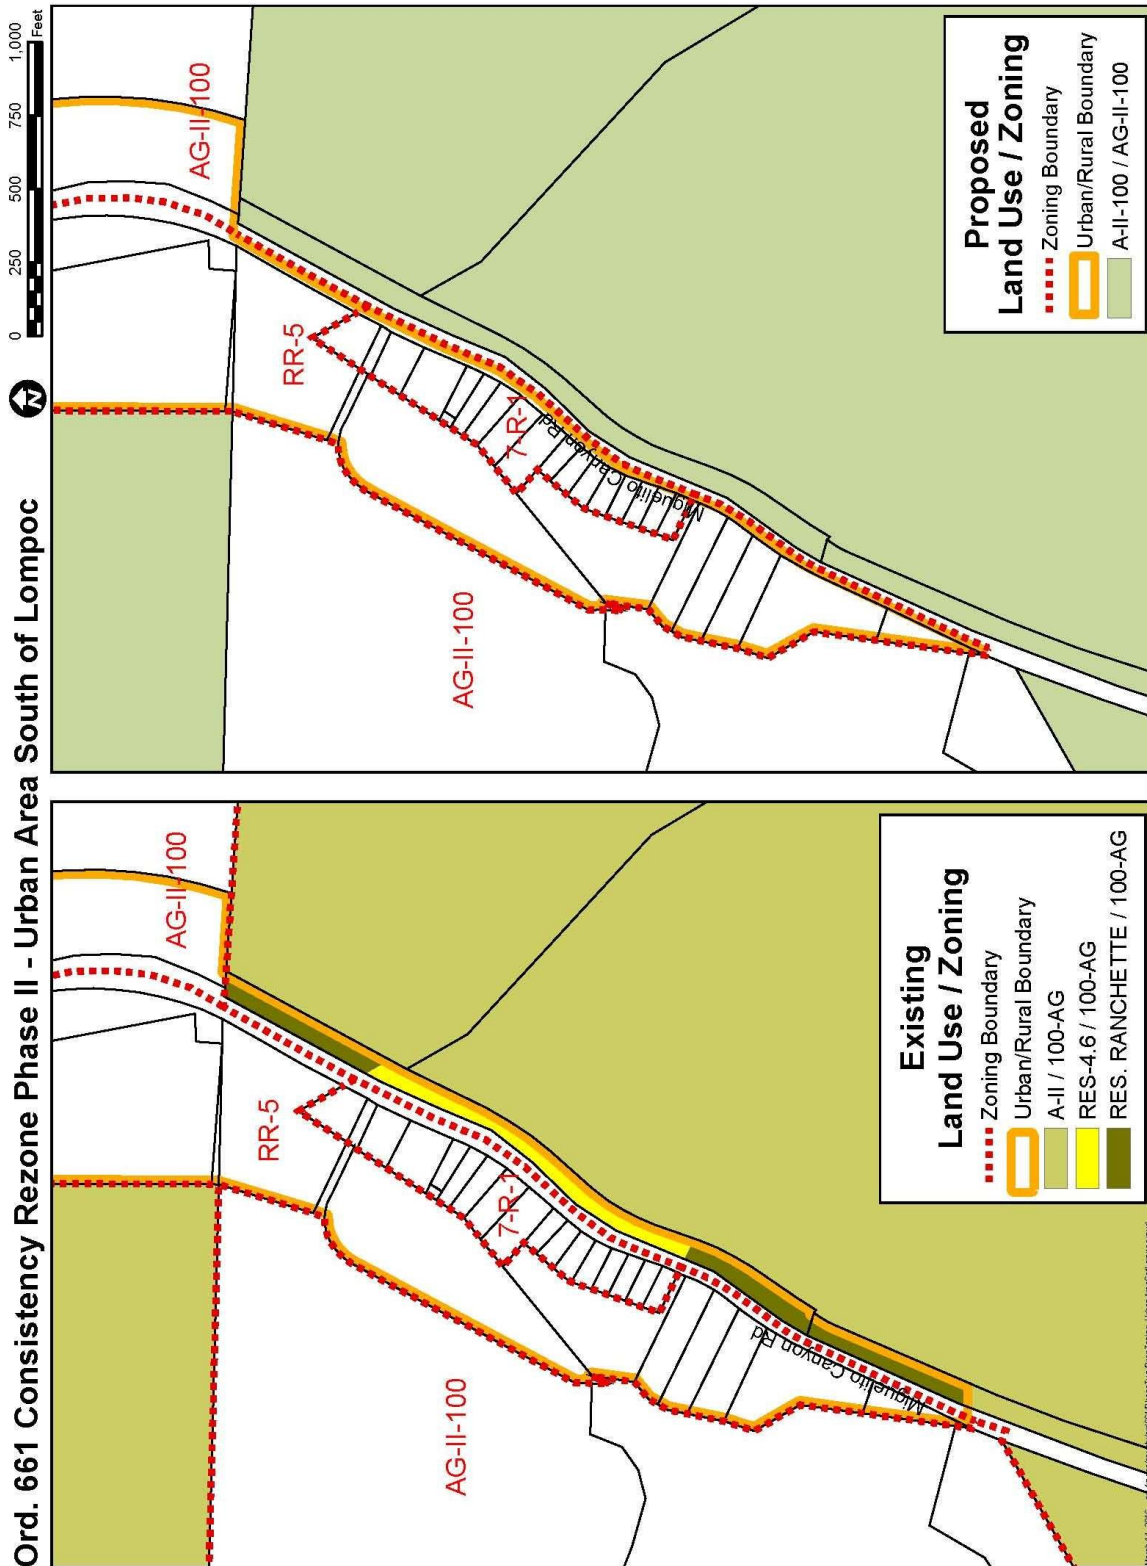 Ord. 661 Consistency Rezone Phase II - Urban Area South of Lompoc
N
0 250 500 750 1,000
Feet
AG-II-100
RR-5
7-R-1
AG-II-100
Miguelito Canyon Rd
Existing
Land Use / Zoning
Zoning Boundary
Urban/Rural Boundary
A-II / 100-AG
RES-4.6 / 100-AG
RES. RANCHETTE / 100-AG
AG-II-100
RR-5
7-R-1
Miguelito Canyon Rd
AG-II-100
Proposed
Land Use / Zoning
Zoning Boundary
Urban/Rural Boundary
A-II-100 / AG-II-100